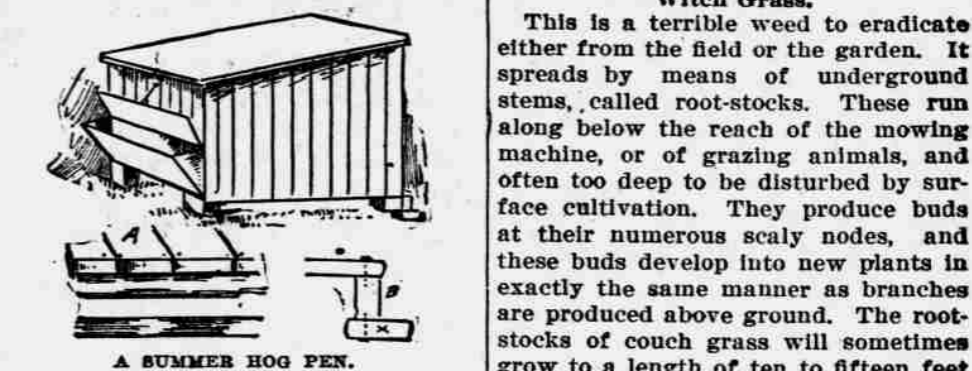 A
B
x
A SUMMER HOG PEN.
Witch Grass.
This is a terrible weed to eradicate
either from the field or the garden. It
spreads by means of underground
stems, called root-stocks. These run
along below the reach of the mowing
machine, or of grazing animals, and
often too deep to be disturbed by sur-
face cultivation. They produce buds
at their numerous scaly nodes, and
these buds develop into new plants in
exactly the same manner as branches
are produced above ground. The root-
stocks of couch grass will sometimes
grow to a length of ten to fifteen feet